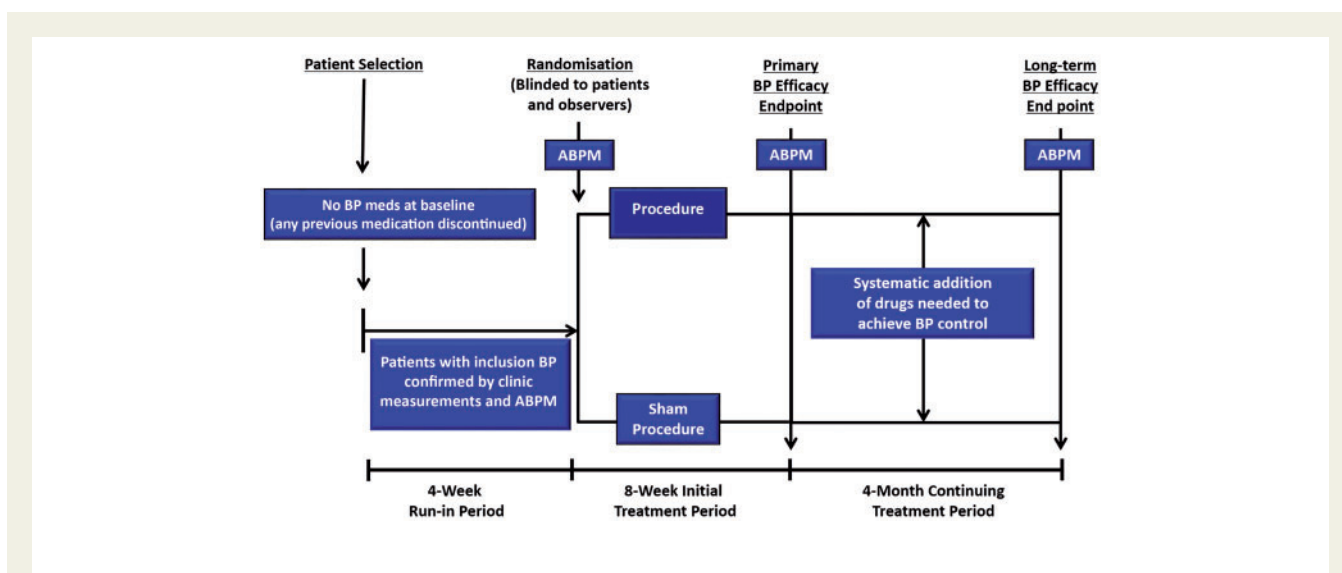 Patient Selection
Randomisation
(Blinded to patients
and observers)
Primary
BP Efficacy
Endpoint
Long-term
BP Efficacy
End point
ABPM
ABPM
ABPM
No BP meds at baseline
(any previous medication discontinued)
Procedure
Systematic addition
of drugs needed to
achieve BP control
Patients with inclusion BP
confirmed by clinic
measurements and ABPM
Sham
Procedure
4-Week
Run-in Period
8-Week Initial
Treatment Period
4-Month Continuing
Treatment Period